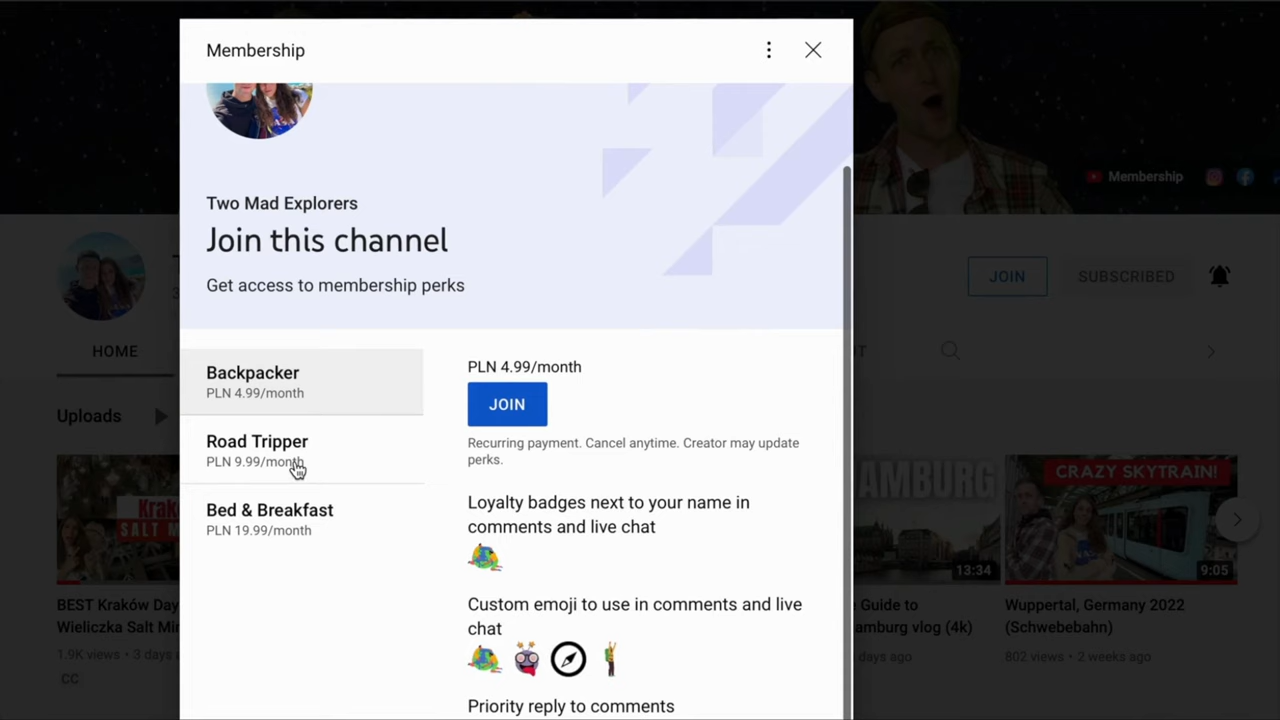 Membership
Two Mad Explorers
Join this channel
Get access to membership perks
Membership
JOIN
SUBSCRIBED
HOME
Backpacker
PLN 4.99/month
Road Tripper
PLN 9.99/month
Bed & Breakfast
PLN 19.99/month
PLN 4.99/month
JOIN
Recurring payment. Cancel anytime. Creator may update
perks.
Loyalty badges next to your name in
comments and live chat
Custom emoji to use in comments and live
chat
Priority reply to comments
Uploads
SALT
BEST Kraków Day
Wieliczka Salt
1.9K views • 3 days
CC
HAMBURG
13:34
Guide to
vlog (4k)
days ago
CRAZY SKYTRAIN!
9:05
Wuppertal, Germany 2022
(Schwebebahn)
802 views • 2 weeks ago